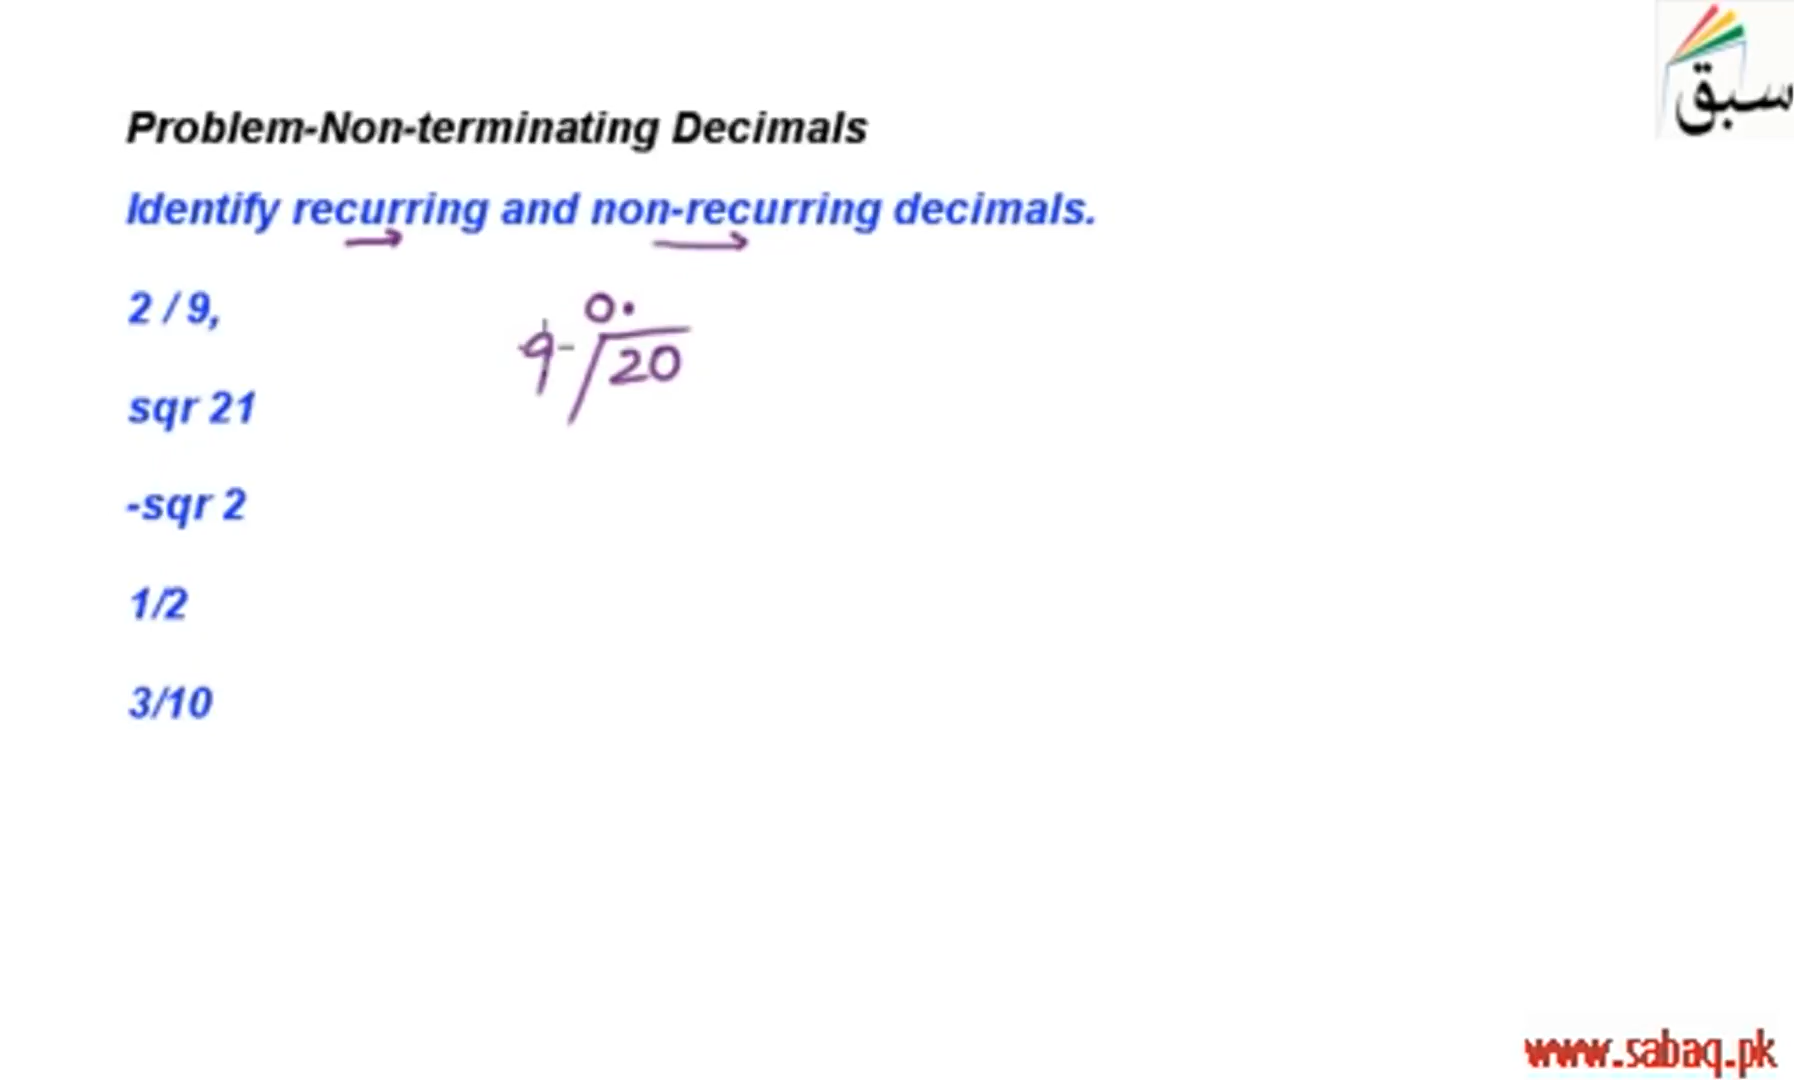 سبق
Problem-Non-terminating Decimals
Identify recurring and non-recurring decimals.
2 / 9,
0.
9 20
sqr 21
-sqr 2
1/2
3/10
www.sabaq.pk